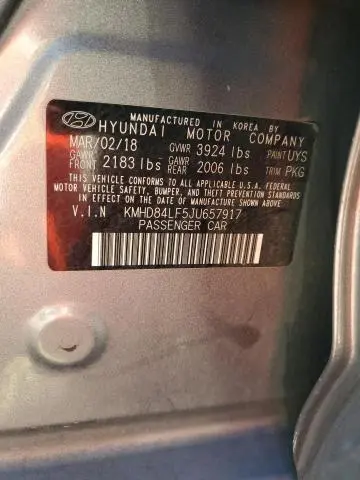 MANUFACTURED IN KOREA BY
HYUNDAI MOTOR COMPANY
MAR/02/18 GVWR 3924 lbs PAINT UYS
GAWR FRONT 2183 lbs GAWR REAR 2006 lbs TRIM PKG
THIS VEHICLE CONFORMS TO ALL APPLICABLE U.S.A. FEDERAL
MOTOR VEHICLE SAFETY, BUMPER, AND THEFT PREVENTION
STANDARDS IN EFFECT ON THE DATE OF MANUFACTURE SHOWN ABOVE.
V.I.N KMHD84LF5JU657917
PASSENGER CAR